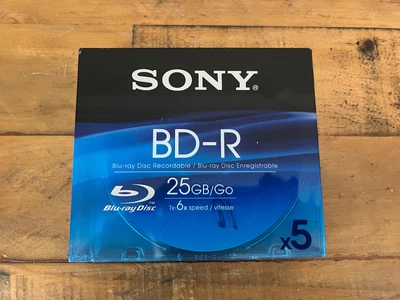 SONY®
BD-R
Blu-ray Disc Recordable / Blu-ray Disc Enregistrable
Blu-ray Disc™
25GB/Go
1x-6x speed / vitesse
x5